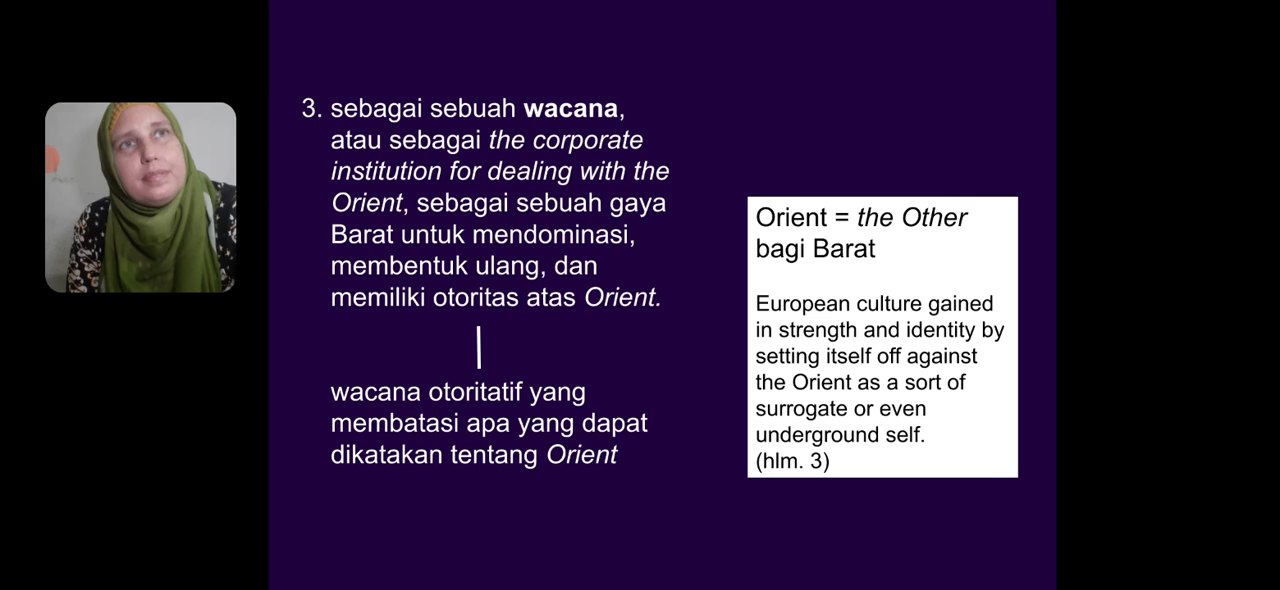 3. sebagai sebuah wacana,
atau sebagai the corporate
institution for dealing with the
Orient, sebagai sebuah gaya
Barat untuk mendominasi,
membentuk ulang, dan
memiliki otoritas atas Orient.
wacana otoritatif yang
membatasi apa yang dapat
dikatakan tentang Orient
Orient = the Other
bagi Barat
European culture gained
in strength and identity by
setting itself off against
the Orient as a sort of
surrogate or even
underground self.
(hlm. 3)